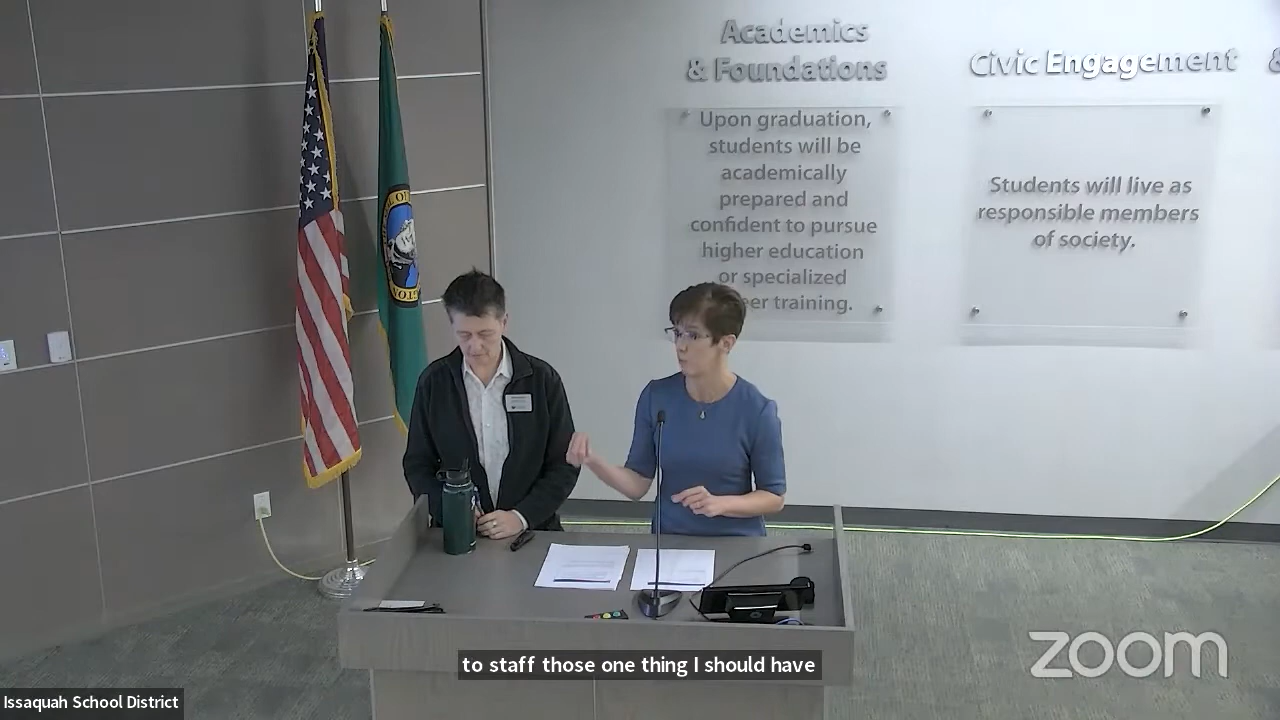 Academics
& Foundations
Upon graduation,
students will be
academically
prepared and
confident to pursue
higher education
or specialized
training.
Civic Engagement
Students will live as
responsible members
of society.
&
to staff those one thing I should have
zoom
Issaquah School District